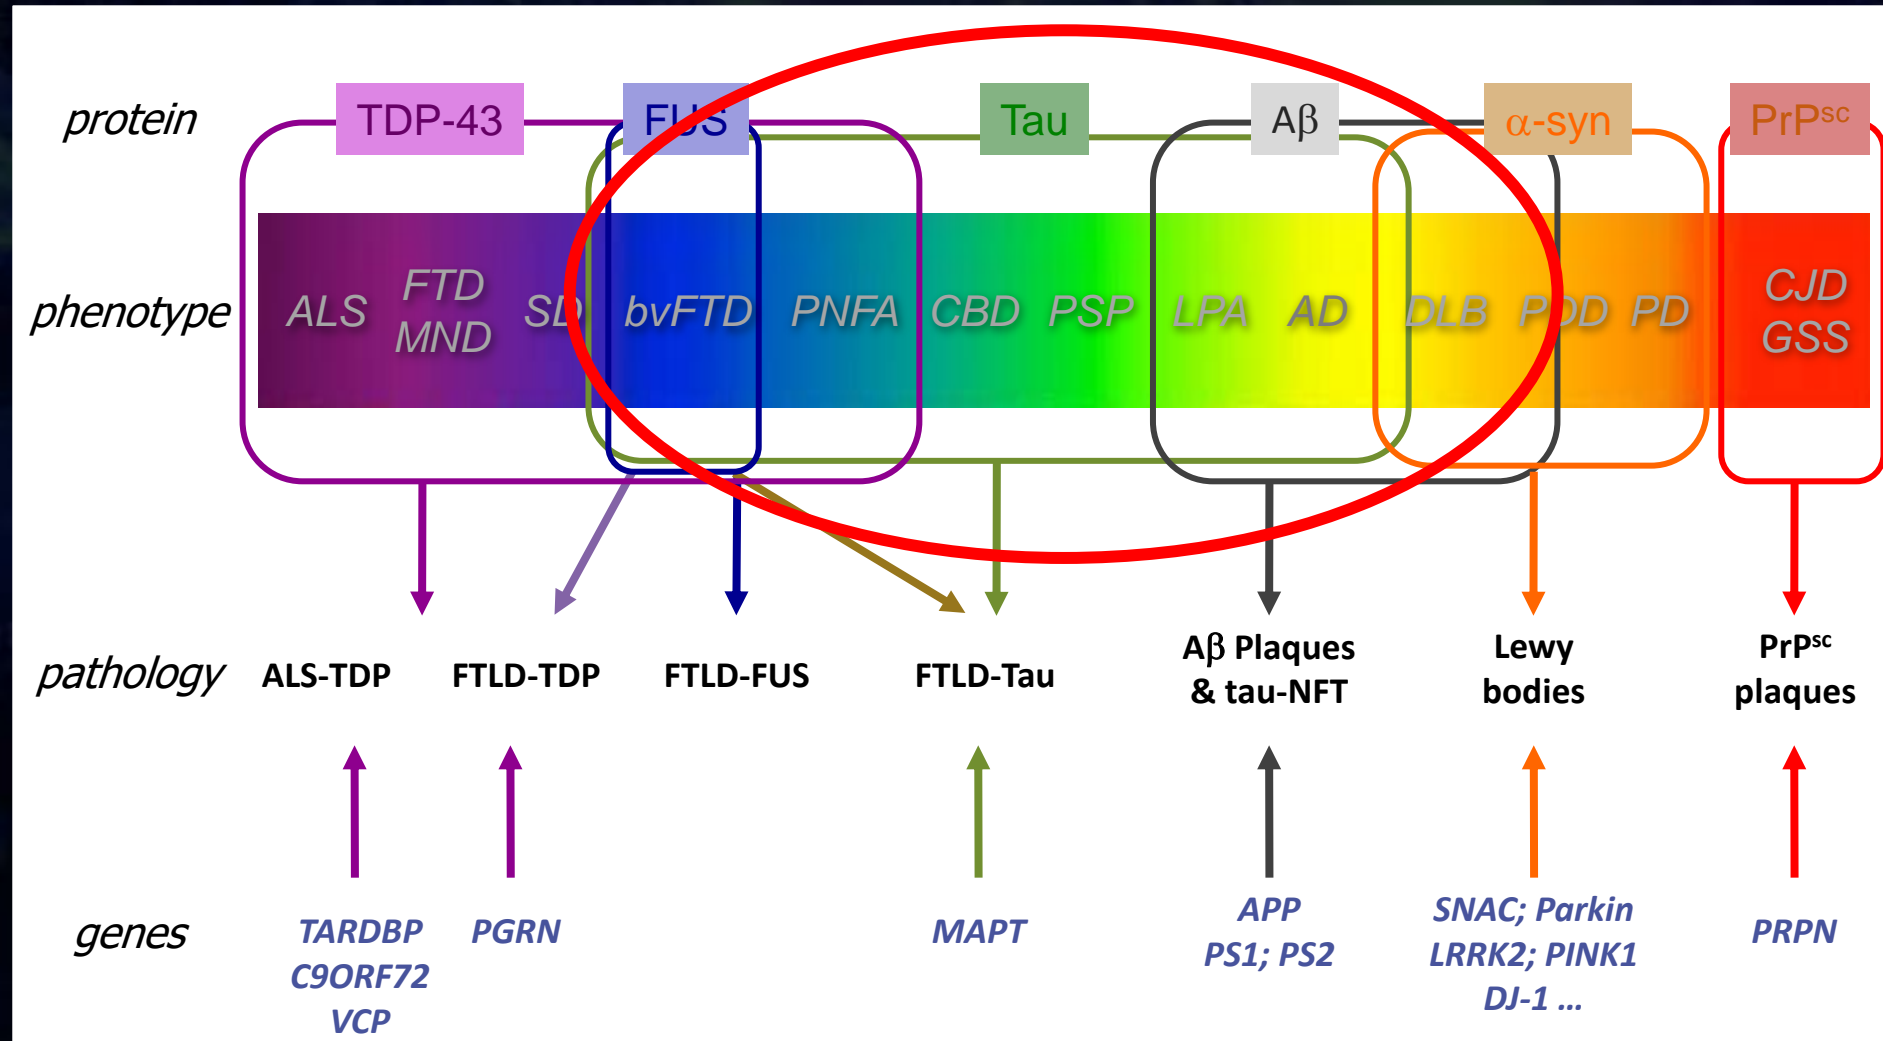 protein
TDP-43
FUS
Tau
Aβ
α-syn
PrPsc
phenotype
ALS
FTD
MND
SD
bvFTD
PNFA
CBD
PSP
LPA
AD
DLB
PDD
PD
CJD
GSS
pathology
ALS-TDP
FTLD-TDP
FTLD-FUS
FTLD-Tau
Aβ Plaques
& tau-NFT
Lewy
bodies
PrPsc
plaques
genes
TARDBP
C9ORF72
VCP
PGRN
MAPT
APP
PS1; PS2
SNAC; Parkin
LRRK2; PINK1
DJ-1 ...
PRPN